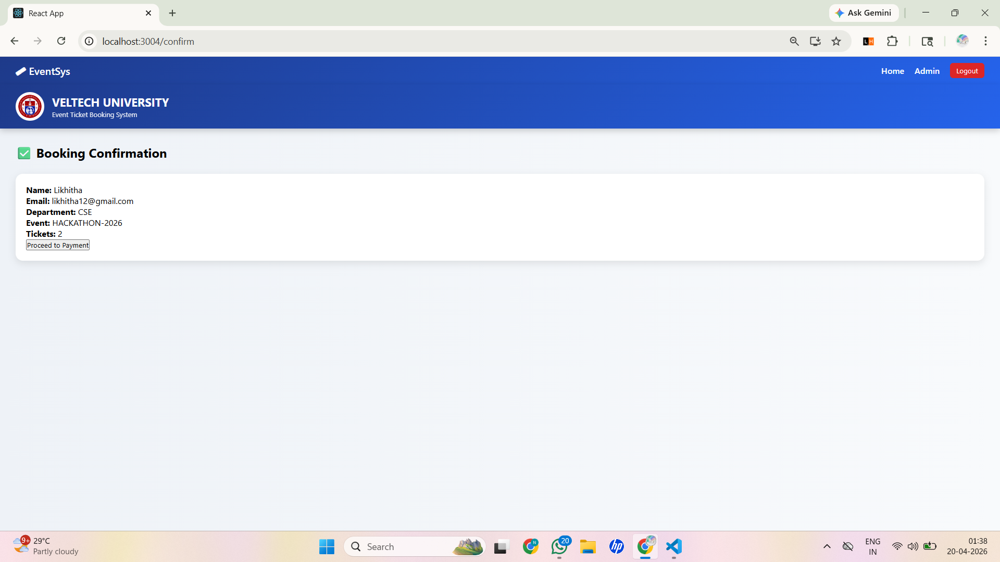 React App
Ask Gemini
localhost:3004/confirm
L H
EventSys
Home Admin Logout
VELTECH UNIVERSITY
Event Ticket Booking System
✅ Booking Confirmation
Name: Likhitha
Email: likhitha12@gmail.com
Department: CSE
Event: HACKATHON-2026
Tickets: 2
Proceed to Payment
9+
29°C
Partly cloudy
Search
N
20
hp
ENG
IN
01:38
20-04-2026